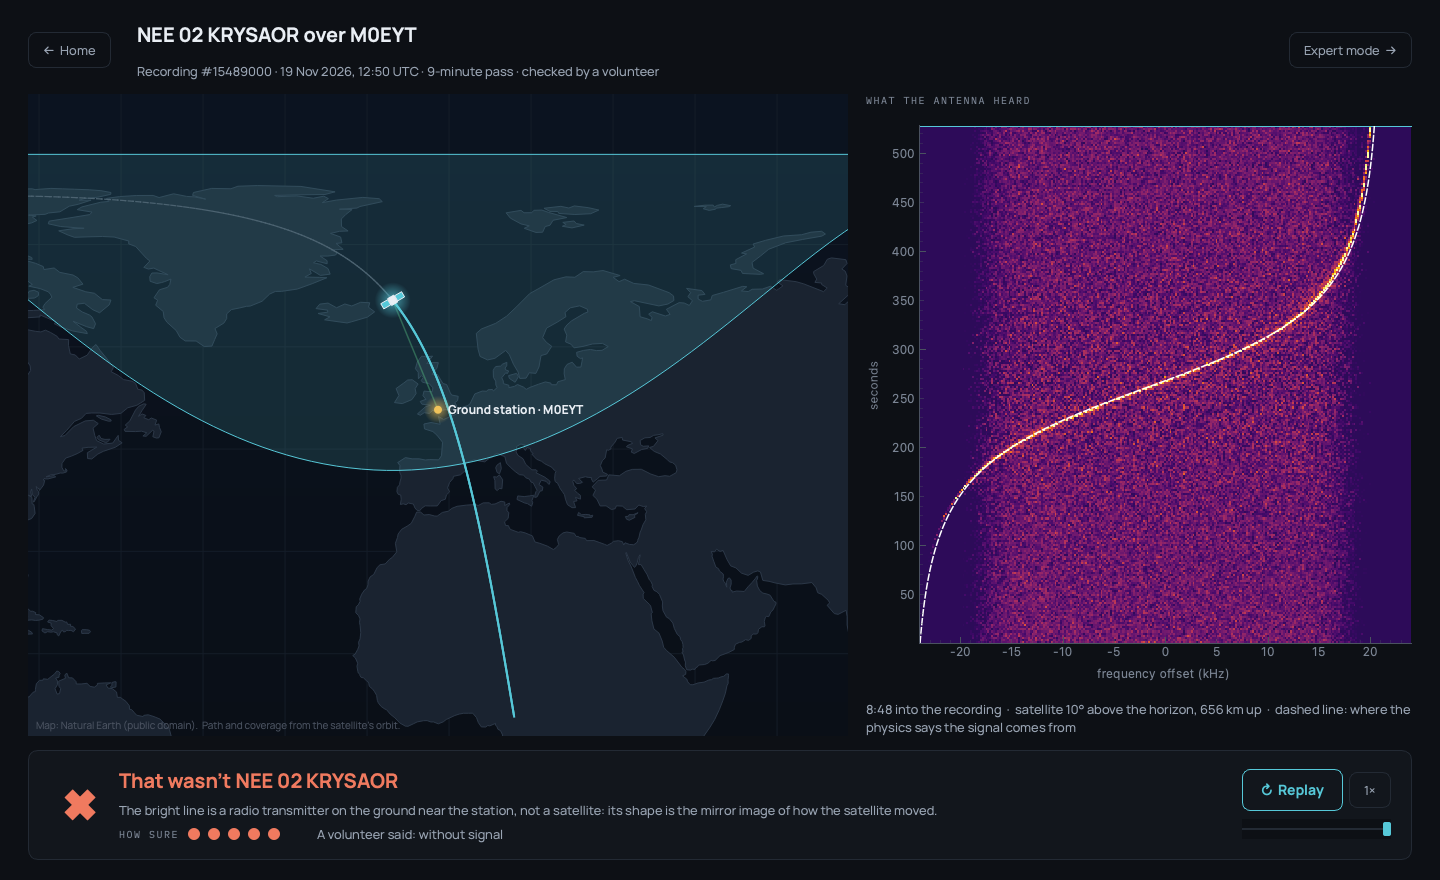 ← Home
NEE 02 KRYSAOR over M0EYT
Recording #15489000 · 19 Nov 2026, 12:50 UTC · 9-minute pass · checked by a volunteer
Expert mode →
Ground station · M0EYT
Map: Natural Earth (public domain). Path and coverage from the satellite's orbit.
WHAT THE ANTENNA HEARD
500
450
400
350
300
250
200
150
100
50
seconds
-20 -15 -10 -5 0 5 10 15 20
frequency offset (kHz)
8:48 into the recording · satellite 10° above the horizon, 656 km up · dashed line: where the
physics says the signal comes from
That wasn't NEE 02 KRYSAOR
The bright line is a radio transmitter on the ground near the station, not a satellite: its shape is the mirror image of how the satellite moved.
HOW SURE
A volunteer said: without signal
↻ Replay
1×